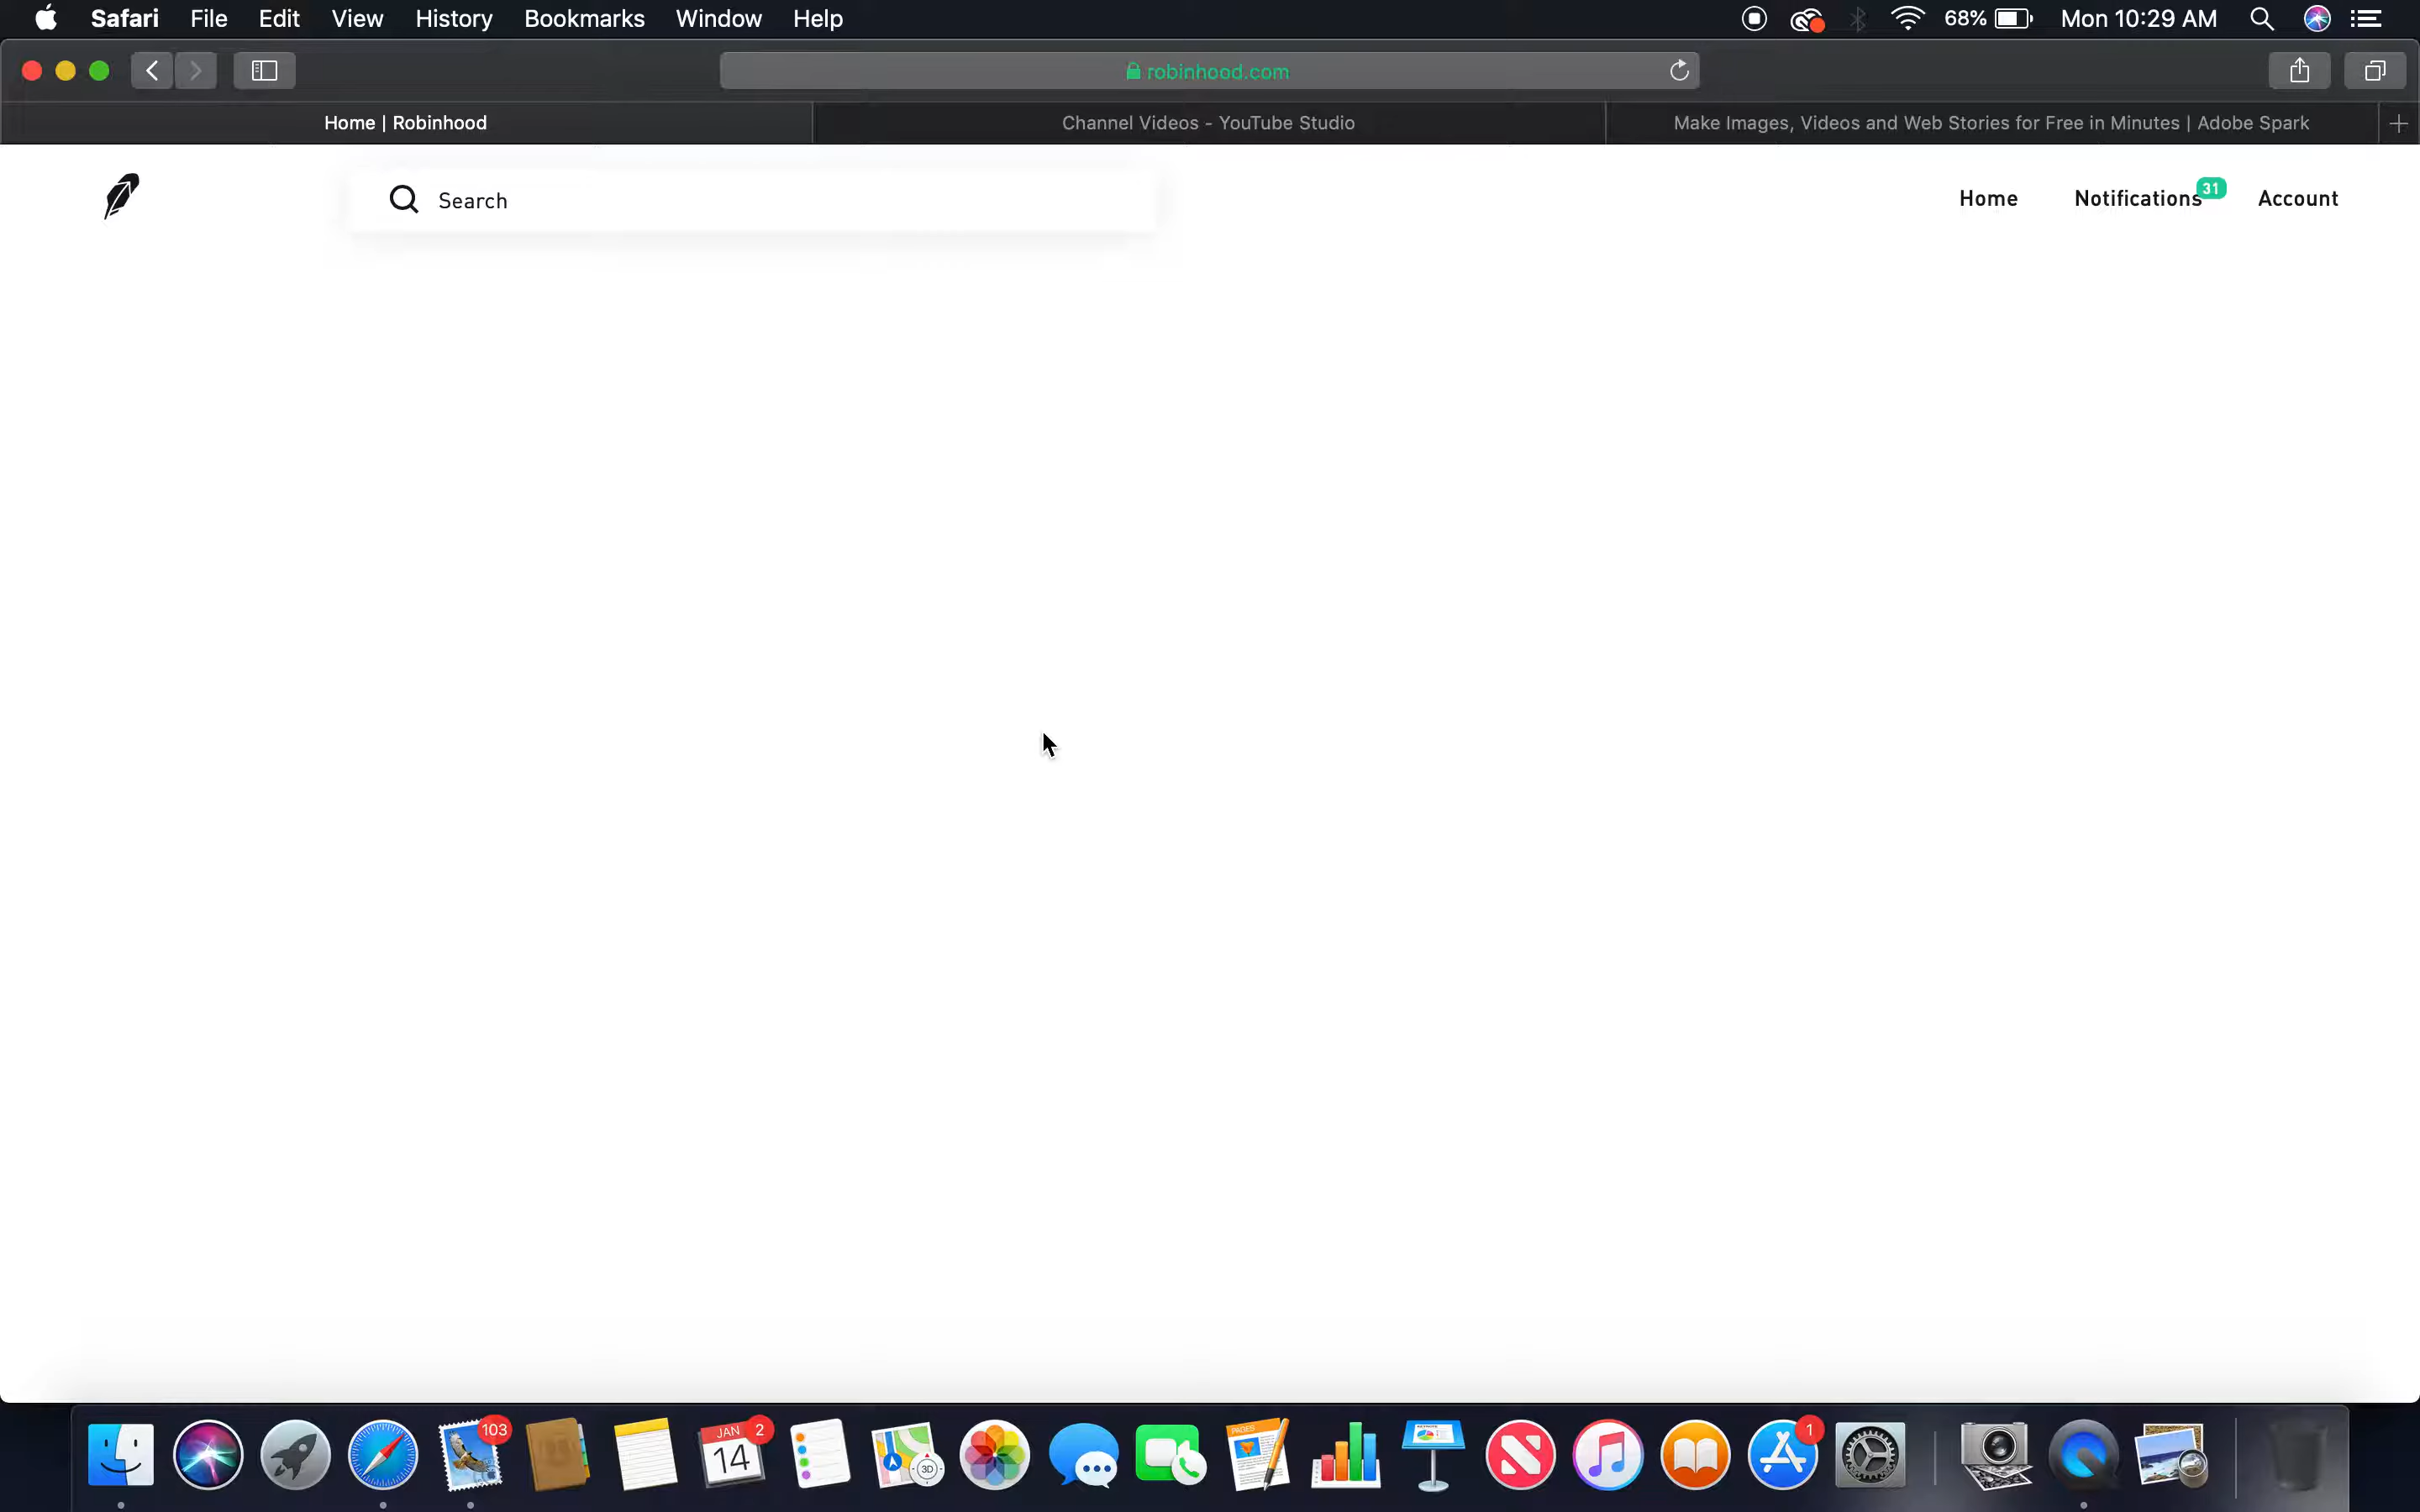 Safari File Edit View History Bookmarks Window Help 68% Mon 10:29 AM
robinhood.com
Home | Robinhood Channel Videos - YouTube Studio Make Images, Videos and Web Stories for Free in Minutes | Adobe Spark
Search Home Notifications 31 Account
103 JAN 14 2 3D PAGES 1